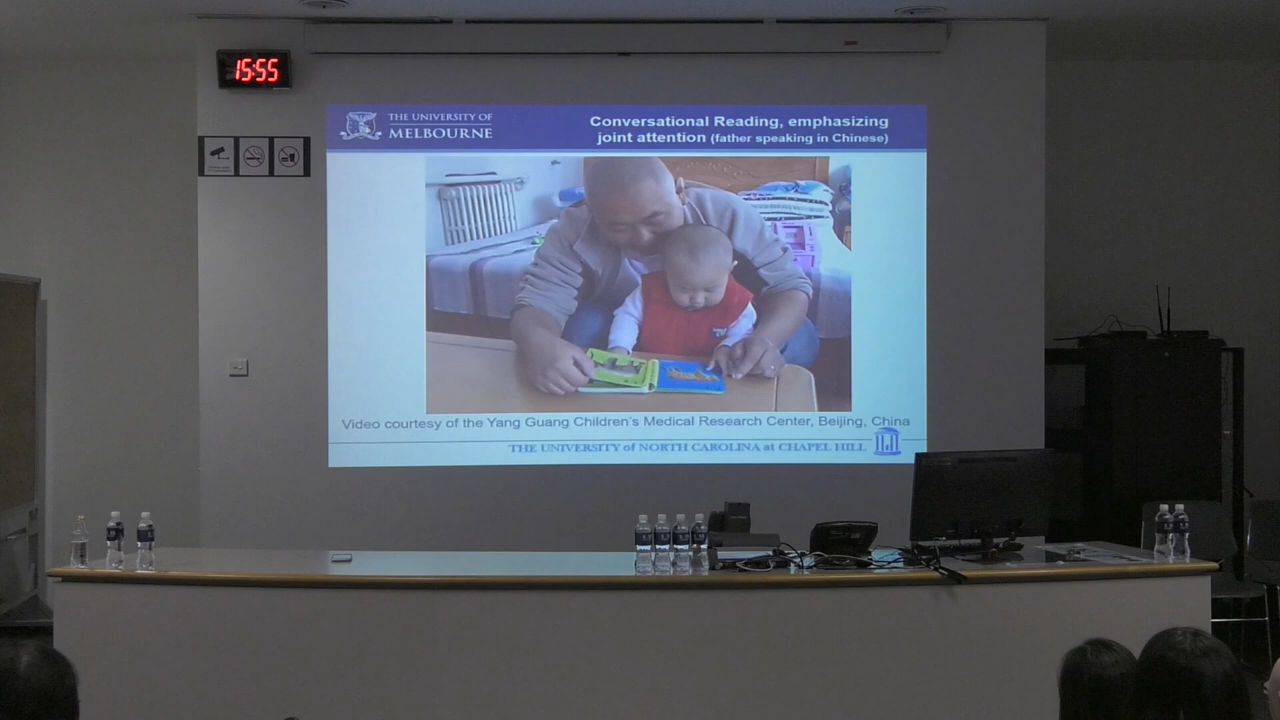 15:55
THE UNIVERSITY OF
MELBOURNE
Conversational Reading, emphasizing
joint attention (father speaking in Chinese)
Video courtesy of the Yang Guang Children's Medical Research Center, Beijing, China
THE UNIVERSITY of NORTH CAROLINA at CHAPEL HILL